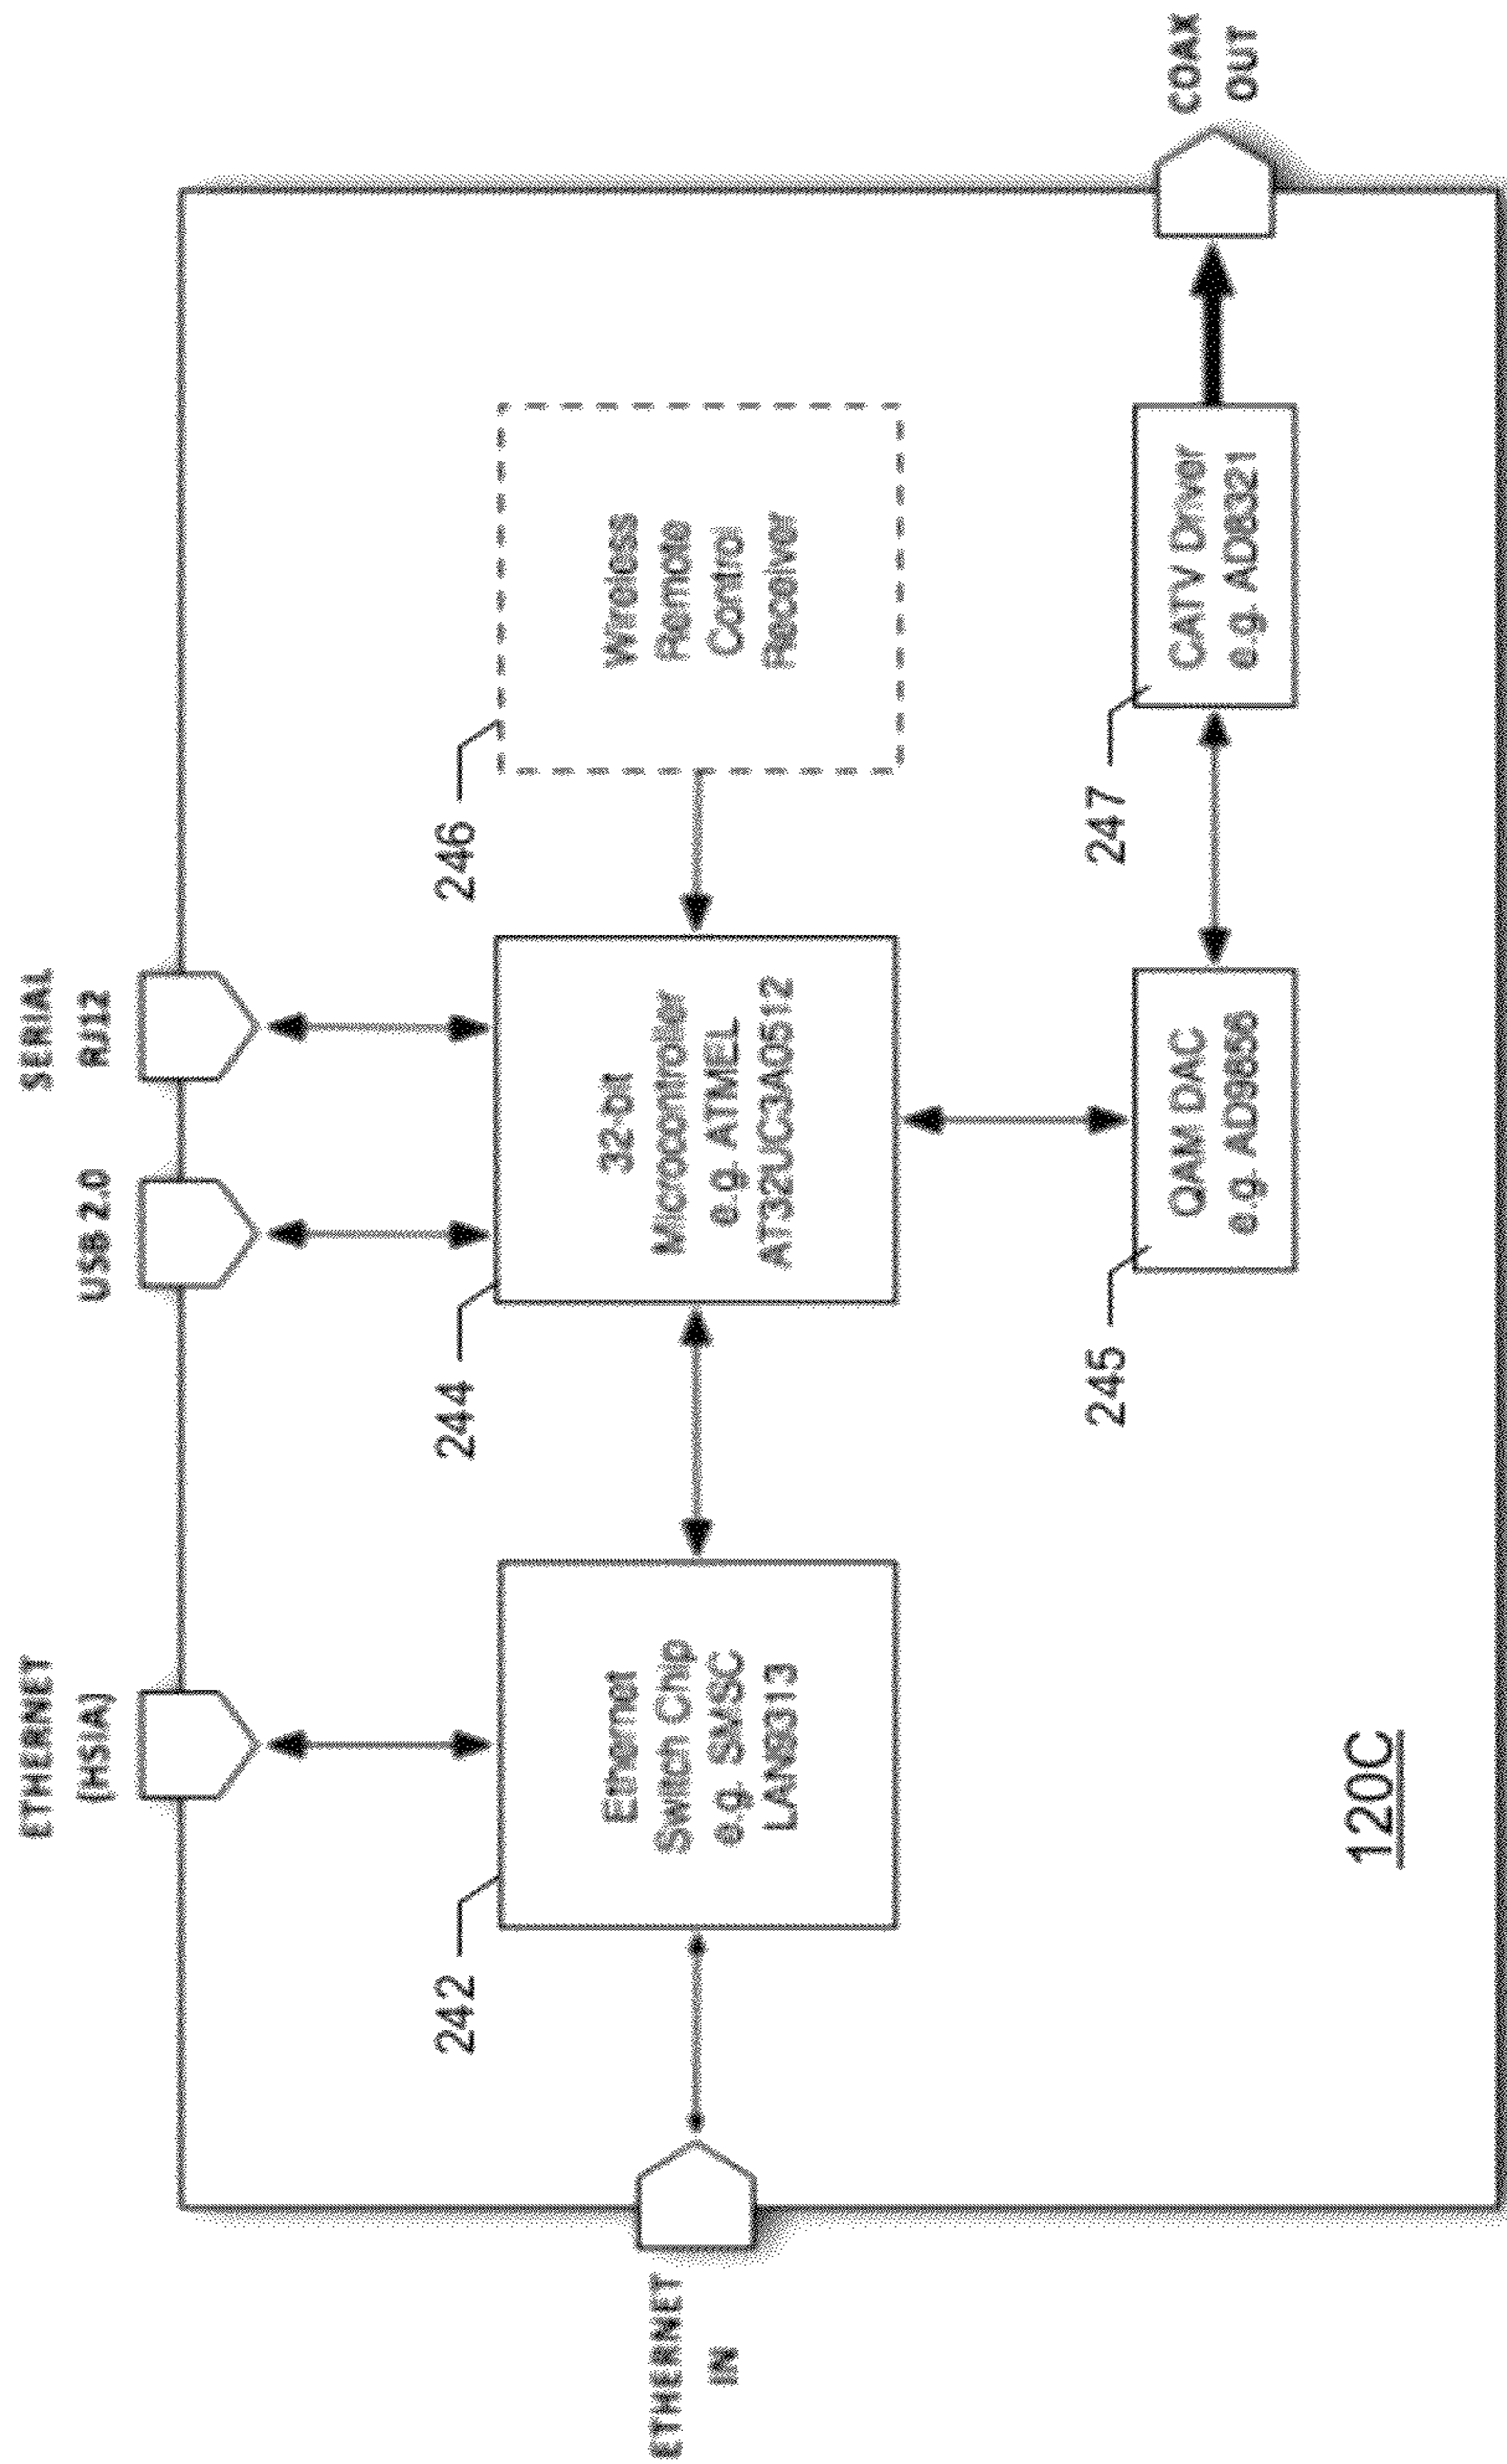 ETHERNET
(HSIA)
USB 2.0
SERIAL
RJ12
ETHERNET
IN
242
Ethernet
Switch Chip
e.g. SMSC
LAN9313
244
32-bit
Microcontroller
e.g. ATMEL
AT32UC3A0512
246
Wireless
Remote
Control
Receiver
245
QAM DAC
e.g. AD9856
247
CATV Driver
e.g. AD8321
COAX
OUT
120C